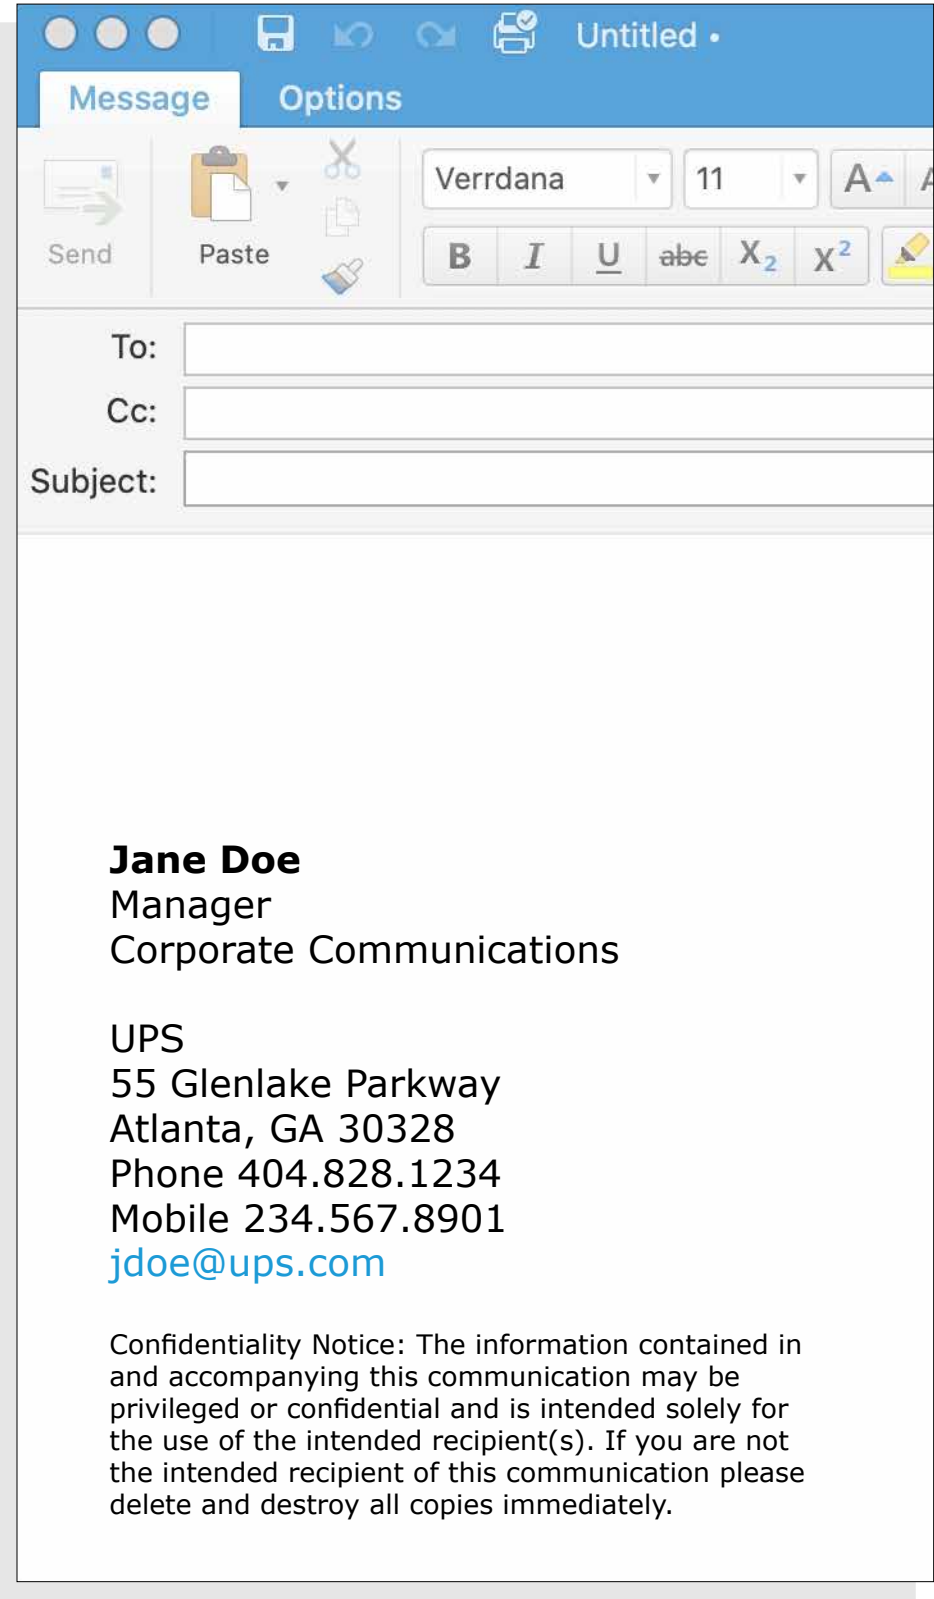 Untitled •
Message Options
Verrdana 11 A A
Send Paste B I U abc X2 X2
To:
Cc:
Subject:
Jane Doe
Manager
Corporate Communications
UPS
55 Glenlake Parkway
Atlanta, GA 30328
Phone 404.828.1234
Mobile 234.567.8901
jdoe@ups.com
Confidentiality Notice: The information contained in
and accompanying this communication may be
privileged or confidential and is intended solely for
the use of the intended recipient(s). If you are not
the intended recipient of this communication please
delete and destroy all copies immediately.